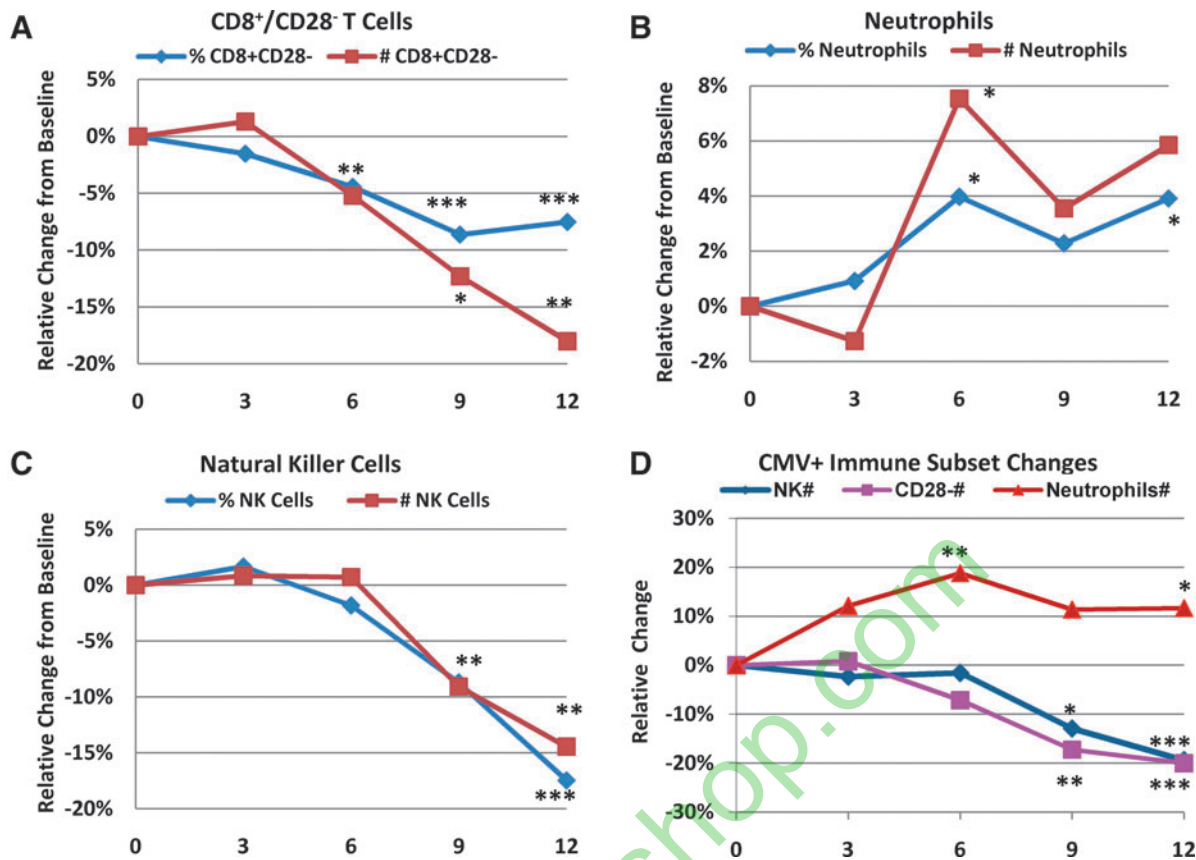 A
CD8⁺/CD28⁻ T Cells
% CD8+CD28- # CD8+CD28-
Relative Change from Baseline
5%
0%
-5%
-10%
-15%
-20%
**
***
***
*
**
0 3 6 9 12
B
Neutrophils
% Neutrophils # Neutrophils
Relative Change from Baseline
8%
6%
4%
2%
0%
-2%
*
*
*
0 3 6 9 12
C
Natural Killer Cells
% NK Cells # NK Cells
Relative Change from Baseline
5%
0%
-5%
-10%
-15%
-20%
**
**
***
0 3 6 9 12
D
CMV+ Immune Subset Changes
NK# CD28-# Neutrophils#
Relative Change
30%
20%
10%
0%
-10%
-20%
-30%
**
*
*
***
**
***
0 3 6 9 12
shop.com